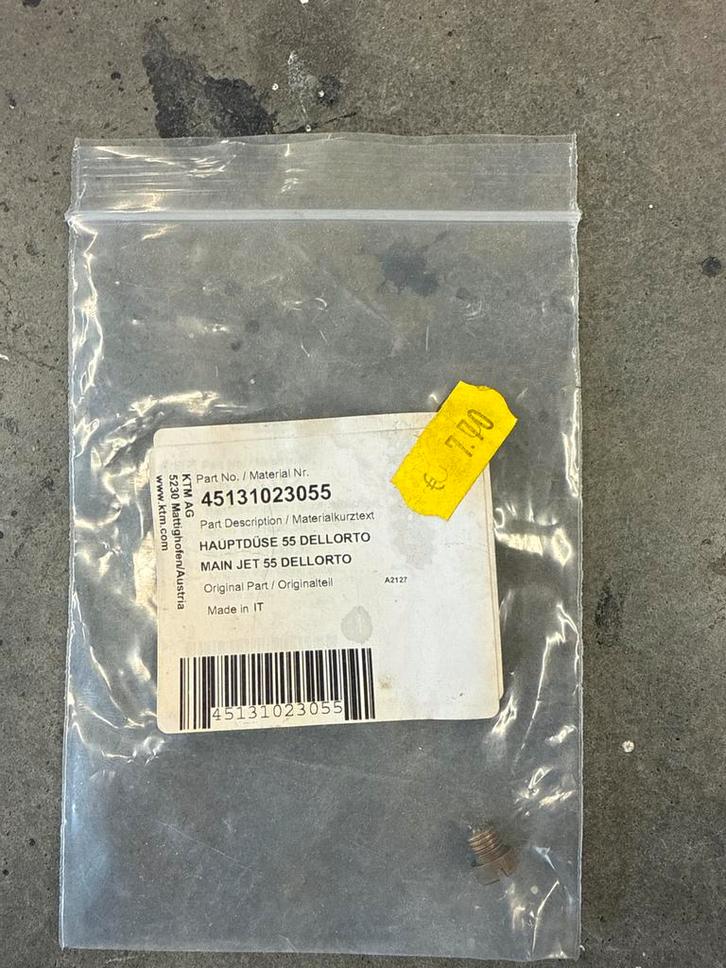 € 7.70
KTM AG
5230 Mattighofen/Austria
www.ktm.com
Part No. / Material Nr.
45131023055
Part Description / Materialkurztext
HAUPTDÜSE 55 DELLORTO
MAIN JET 55 DELLORTO
Original Part / Originalteil
A2127
Made in IT
45131023055